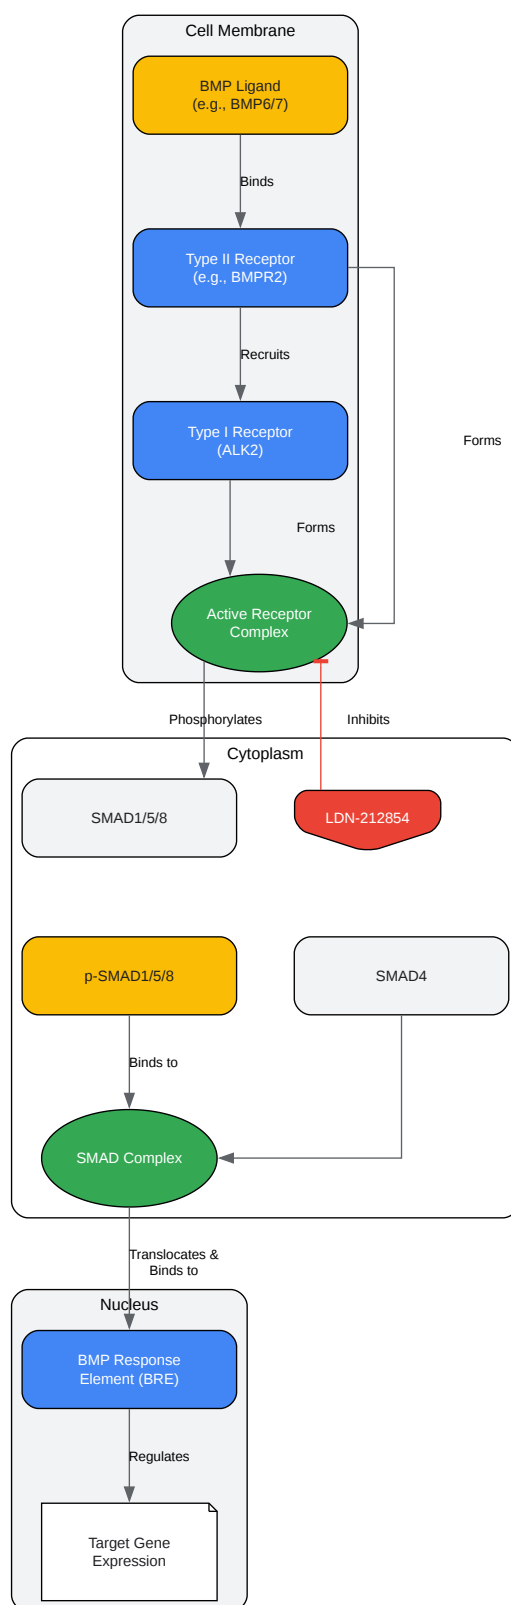 Cell Membrane
BMP Ligand
(e.g., BMP6/7)
Binds
Type II Receptor
(e.g., BMPR2)
Recruits
Type I Receptor
(ALK2)
Forms
Forms
Active Receptor
Complex
Phosphorylates
Inhibits
Cytoplasm
SMAD1/5/8
LDN-212854
p-SMAD1/5/8
SMAD4
Binds to
SMAD Complex
Translocates &
Binds to
Nucleus
BMP Response
Element (BRE)
Regulates
Target Gene
Expression